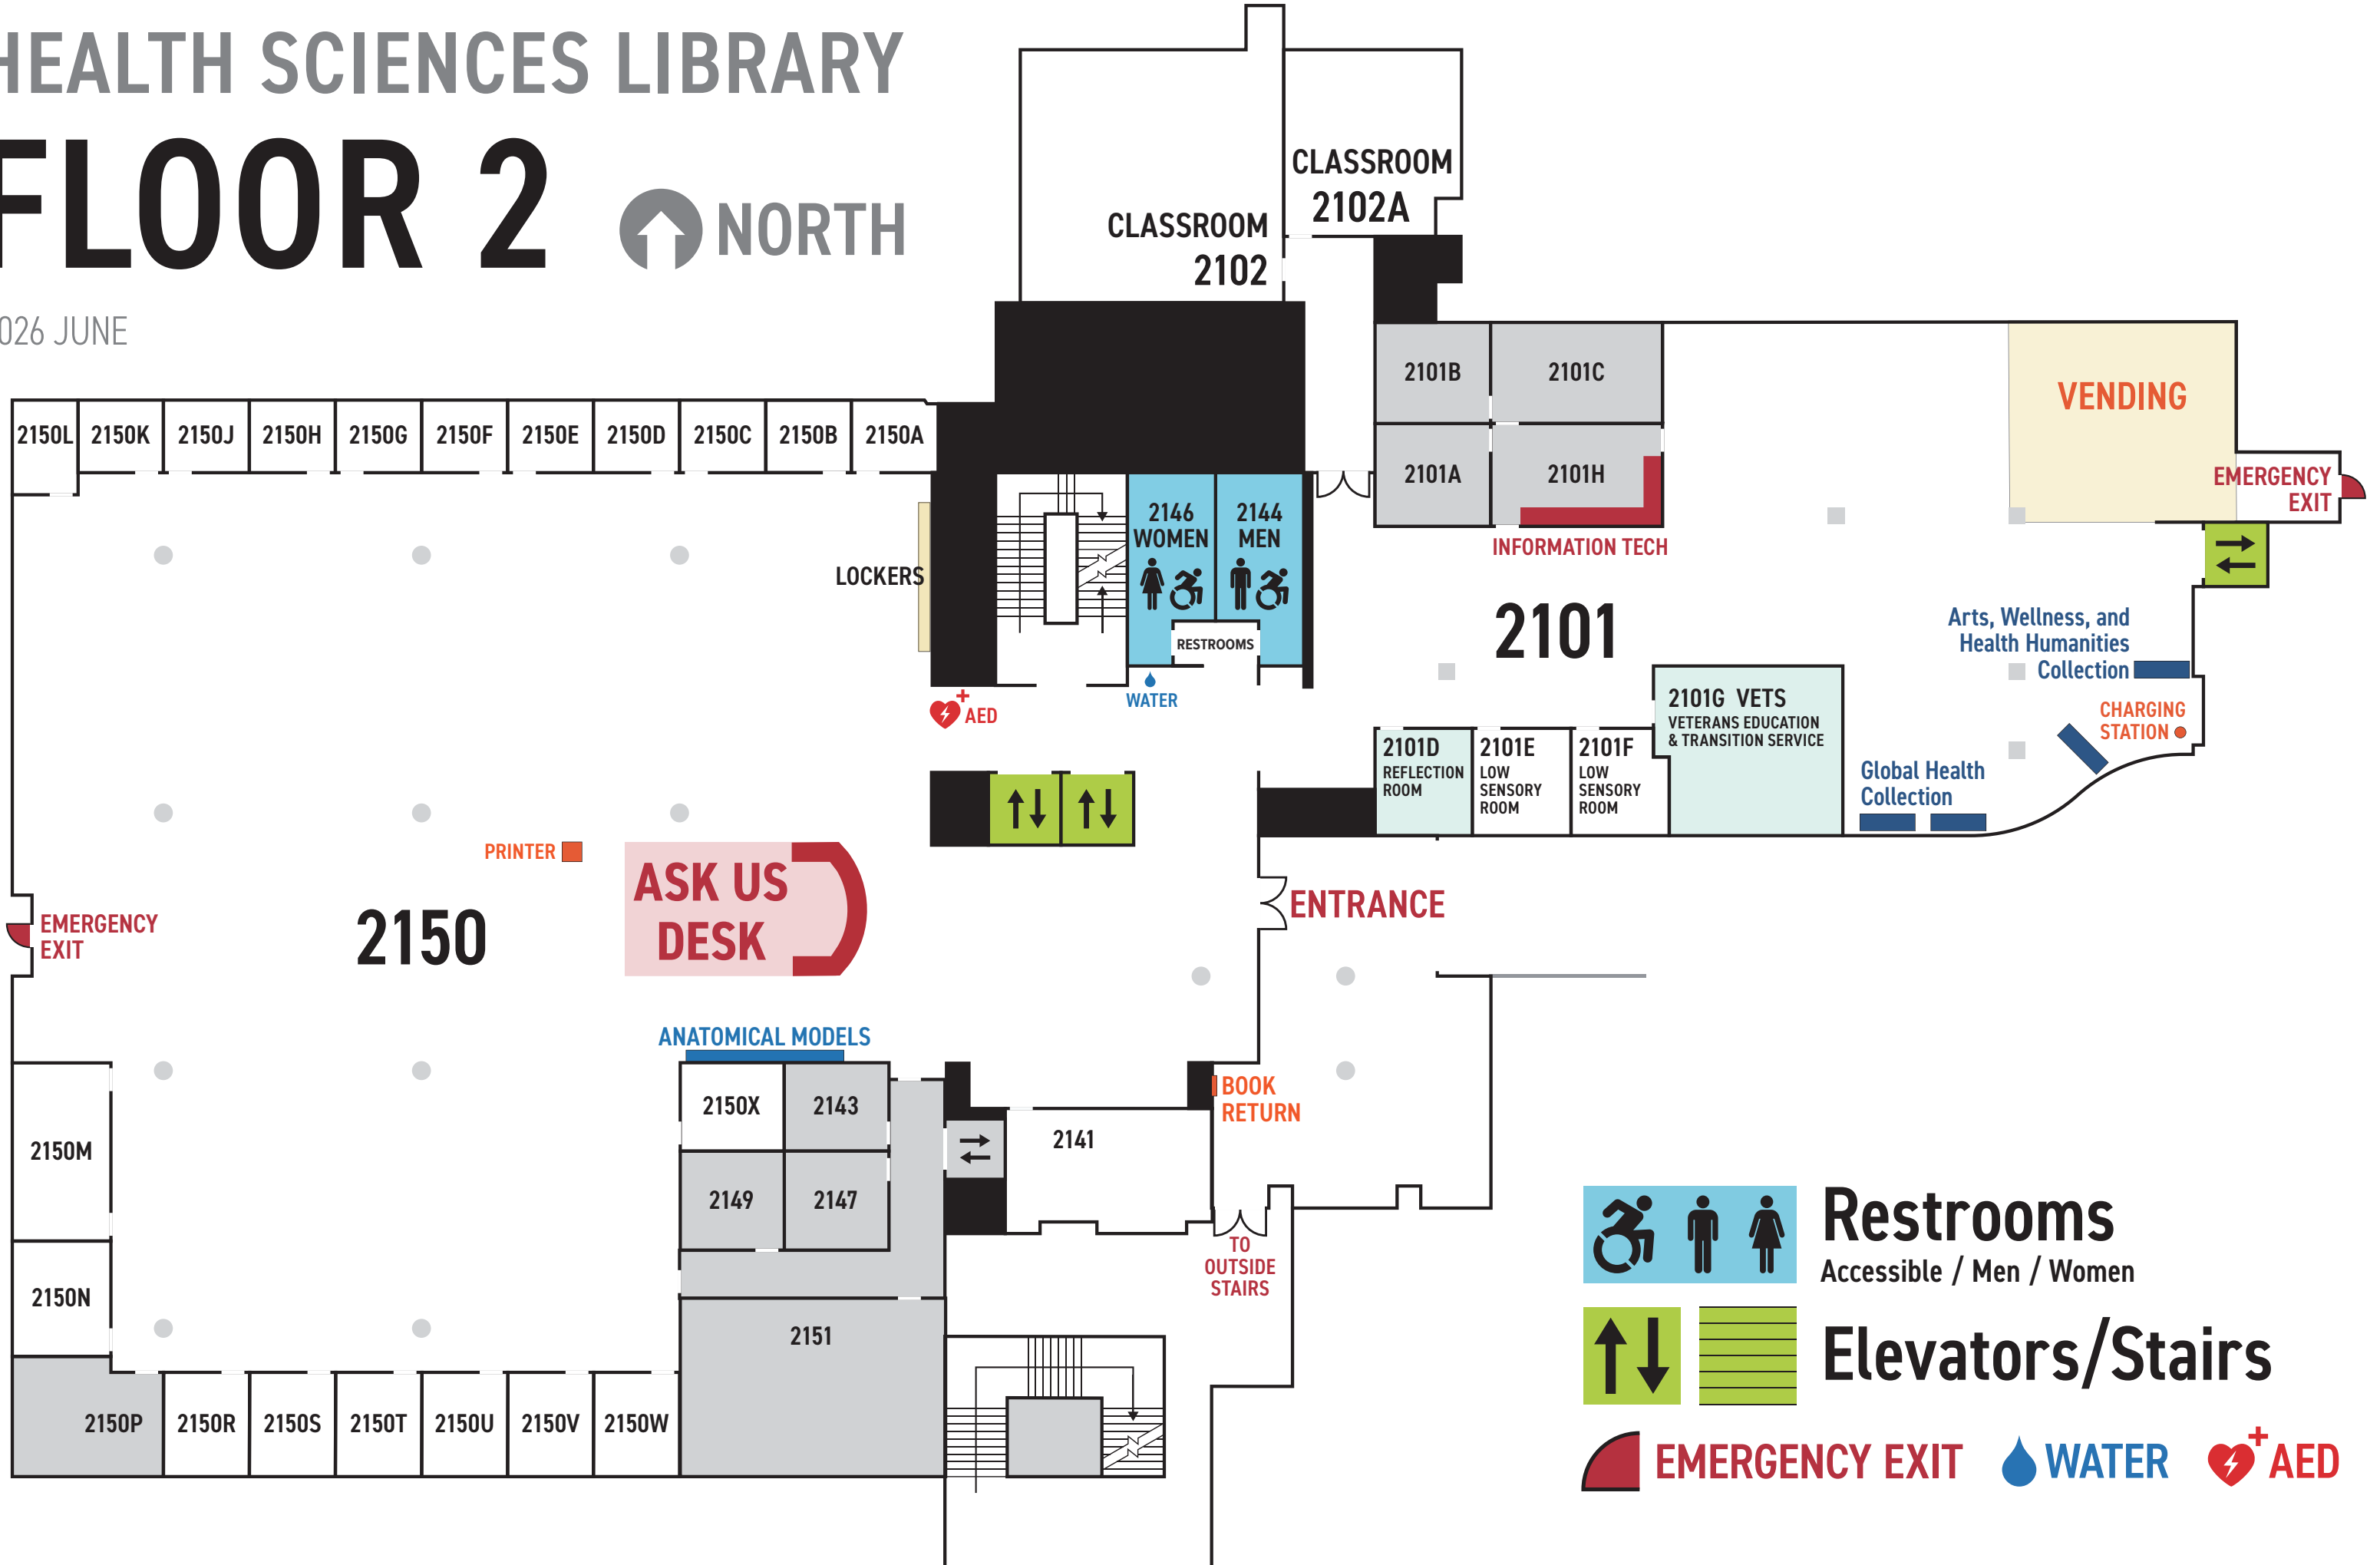 HEALTH SCIENCES LIBRARY
FLOOR 2
NORTH
026 JUNE
CLASSROOM
2102
CLASSROOM
2102A
2101B
2101C
2101A
2101H
INFORMATION TECH
VENDING
EMERGENCY
EXIT
2150L
2150K
2150J
2150H
2150G
2150F
2150E
2150D
2150C
2150B
2150A
LOCKERS
2146
WOMEN
2144
MEN
RESTROOMS
WATER
AED
2101
Arts, Wellness, and
Health Humanities
Collection
CHARGING
STATION
Global Health
Collection
2101G VETS
VETERANS EDUCATION
& TRANSITION SERVICE
2101D
REFLECTION
ROOM
2101E
LOW
SENSORY
ROOM
2101F
LOW
SENSORY
ROOM
PRINTER
ASK US
DESK
ENTRANCE
EMERGENCY
EXIT
2150
ANATOMICAL MODELS
2150X
2143
2149
2147
2141
BOOK
RETURN
TO
OUTSIDE
STAIRS
2150M
2150N
2151
2150P
2150R
2150S
2150T
2150U
2150V
2150W
Restrooms
Accessible / Men / Women
Elevators/Stairs
EMERGENCY EXIT
WATER
AED